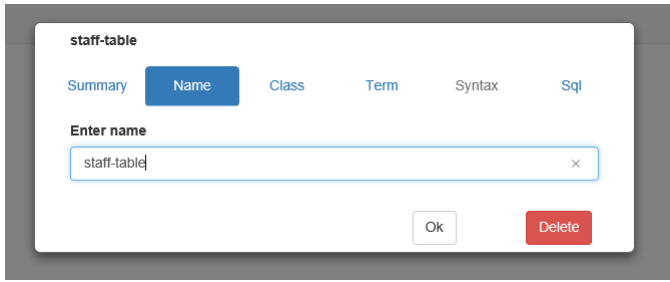 staff-table
Summary Name Class Term Syntax Sql
Enter name
staff-table
Ok Delete